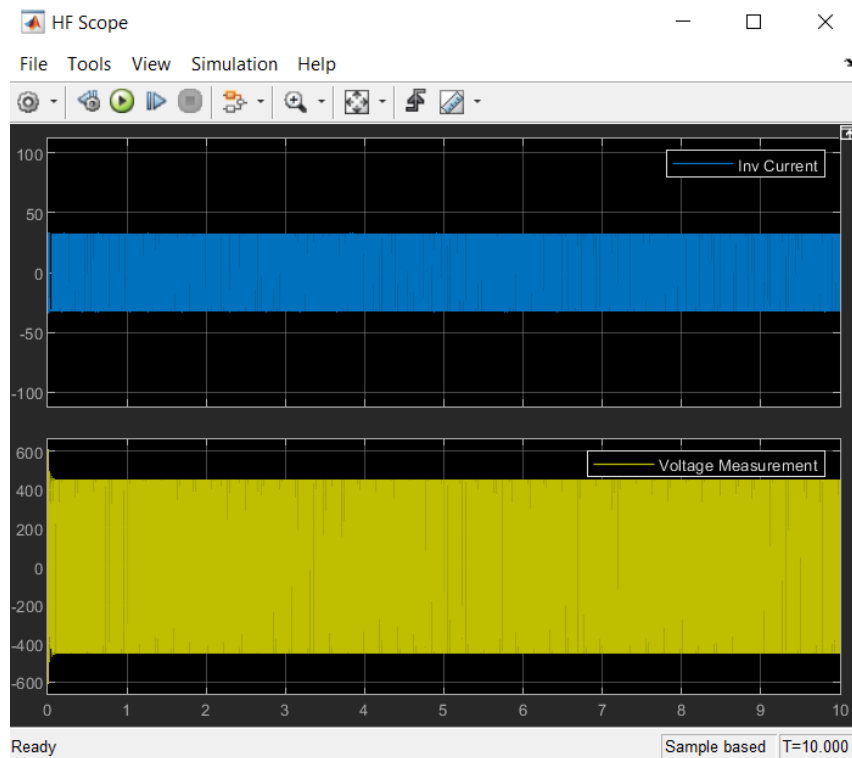 HF Scope
File Tools View Simulation Help
100
50
0
-50
-100
Inv Current
600
400
200
0
-200
-400
-600
Voltage Measurement
0 1 2 3 4 5 6 7 8 9 10
Ready Sample based T=10.000